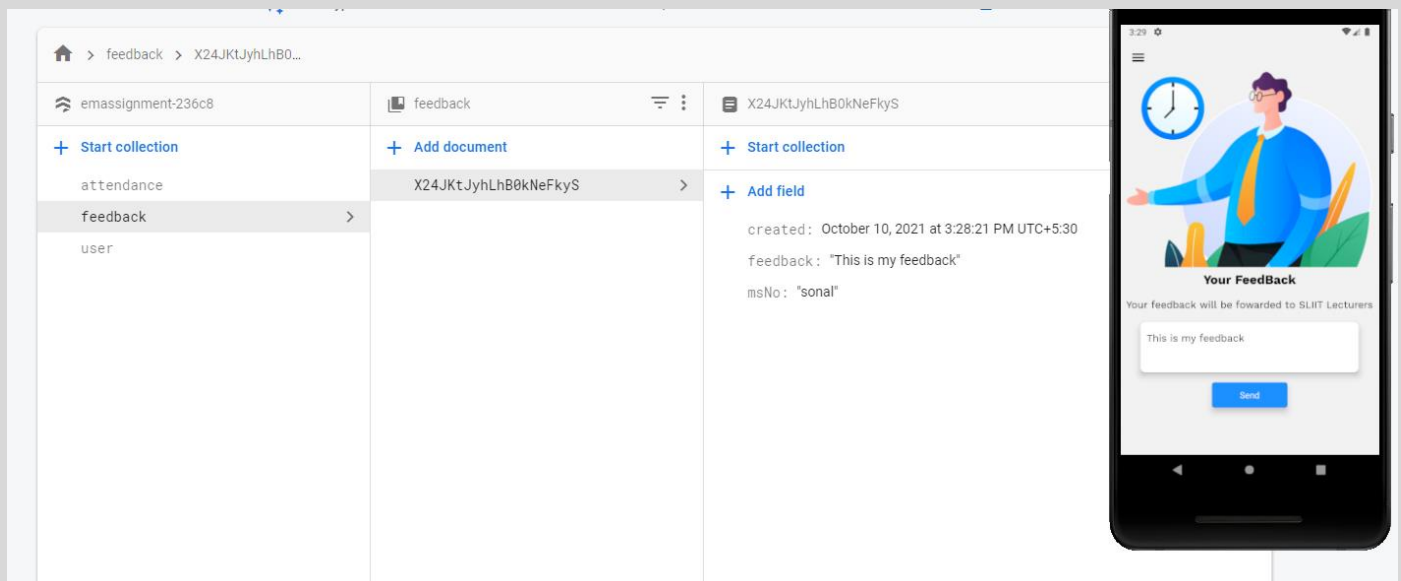 feedback > X24JKtJyhLhB0...
emassignment-236c8
feedback
X24JKtJyhLhB0kNeFkyS
+ Start collection
+ Add document
+ Start collection
attendance
feedback
user
X24JKtJyhLhB0kNeFkyS
+ Add field
created: October 10, 2021 at 3:28:21 PM UTC+5:30
feedback: "This is my feedback"
msNo: "sonal"
3:29
Your FeedBack
Your feedback will be fowarded to SLIIT Lecturers
This is my feedback
Send